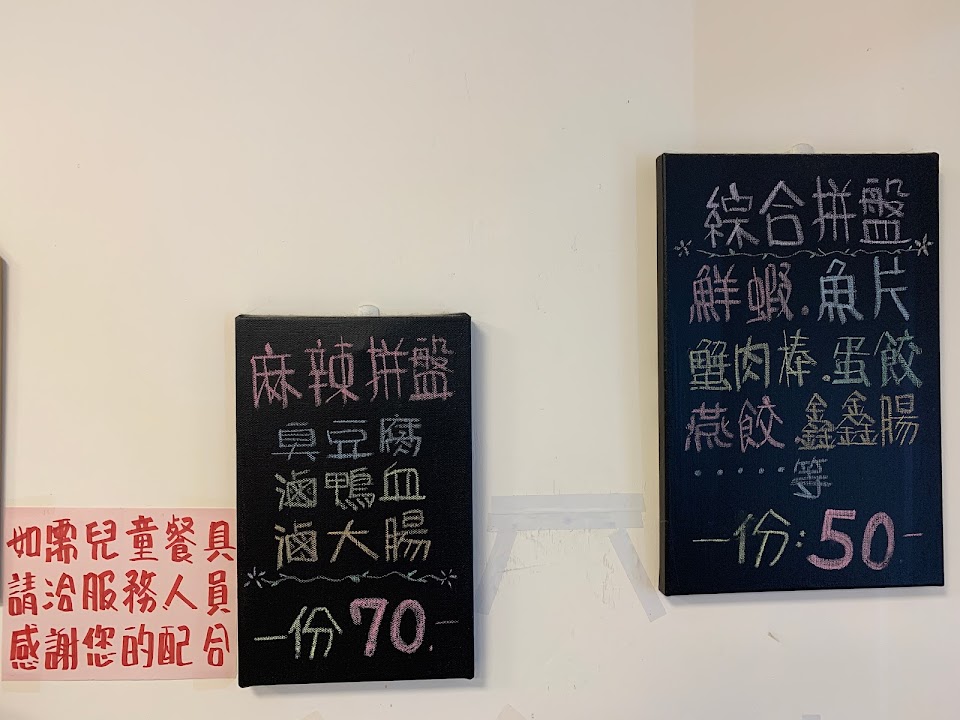 如需兒童餐具
請洽服務人員
感謝您的配合
麻辣拼盤
臭豆腐
滷鴨血
滷大腸
一份70.
綜合拼盤
鮮蝦.魚片
蟹肉棒.蛋餃
燕餃.鑫鑫腸
......等
一份:50